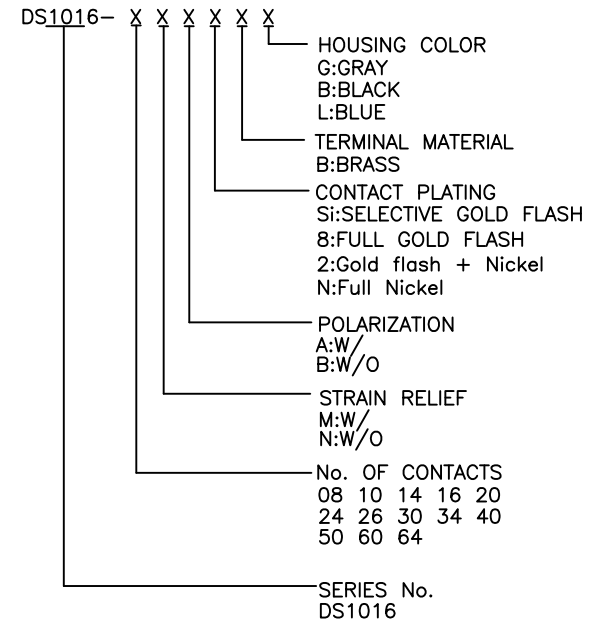 DS1016- X X X X X X
HOUSING COLOR
G:GRAY
B:BLACK
L:BLUE
TERMINAL MATERIAL
B:BRASS
CONTACT PLATING
Si:SELECTIVE GOLD FLASH
8:FULL GOLD FLASH
2:Gold flash + Nickel
N:Full Nickel
POLARIZATION
A:W/
B:W/O
STRAIN RELIEF
M:W/
N:W/O
No. OF CONTACTS
08 10 14 16 20
24 26 30 34 40
50 60 64
SERIES No.
DS1016